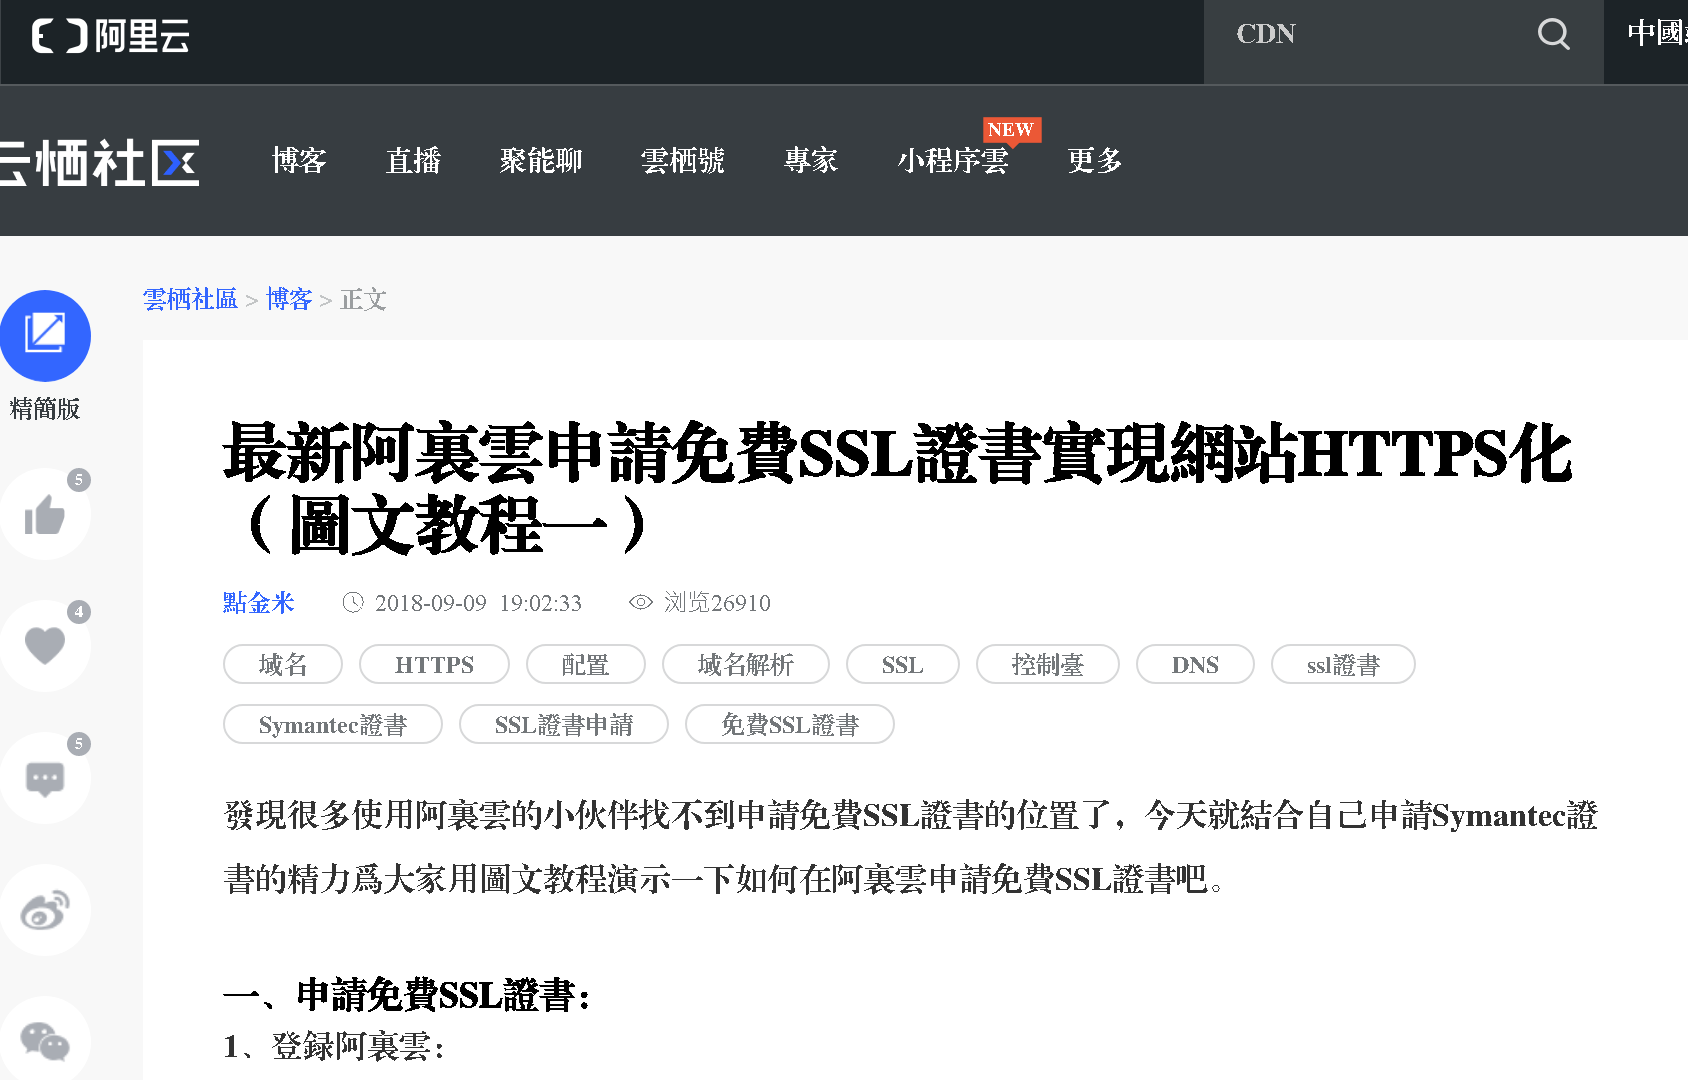 阿里云
CDN
中國
云栖社区
博客 直播 聚能聊 雲栖號 專家 小程序雲 NEW 更多
雲栖社區 > 博客 > 正文
精簡版
5
4
5
最新阿裏雲申請免費SSL證書實現網站HTTPS化
（圖文教程一）
點金米 2018-09-09 19:02:33 浏览26910
域名 HTTPS 配置 域名解析 SSL 控制臺 DNS ssl證書
Symantec證書 SSL證書申請 免費SSL證書
發現很多使用阿裏雲的小伙伴找不到申請免費SSL證書的位置了，今天就結合自己申請Symantec證
書的精力爲大家用圖文教程演示一下如何在阿裏雲申請免費SSL證書吧。
一、申請免費SSL證書：
1、登録阿裏雲：